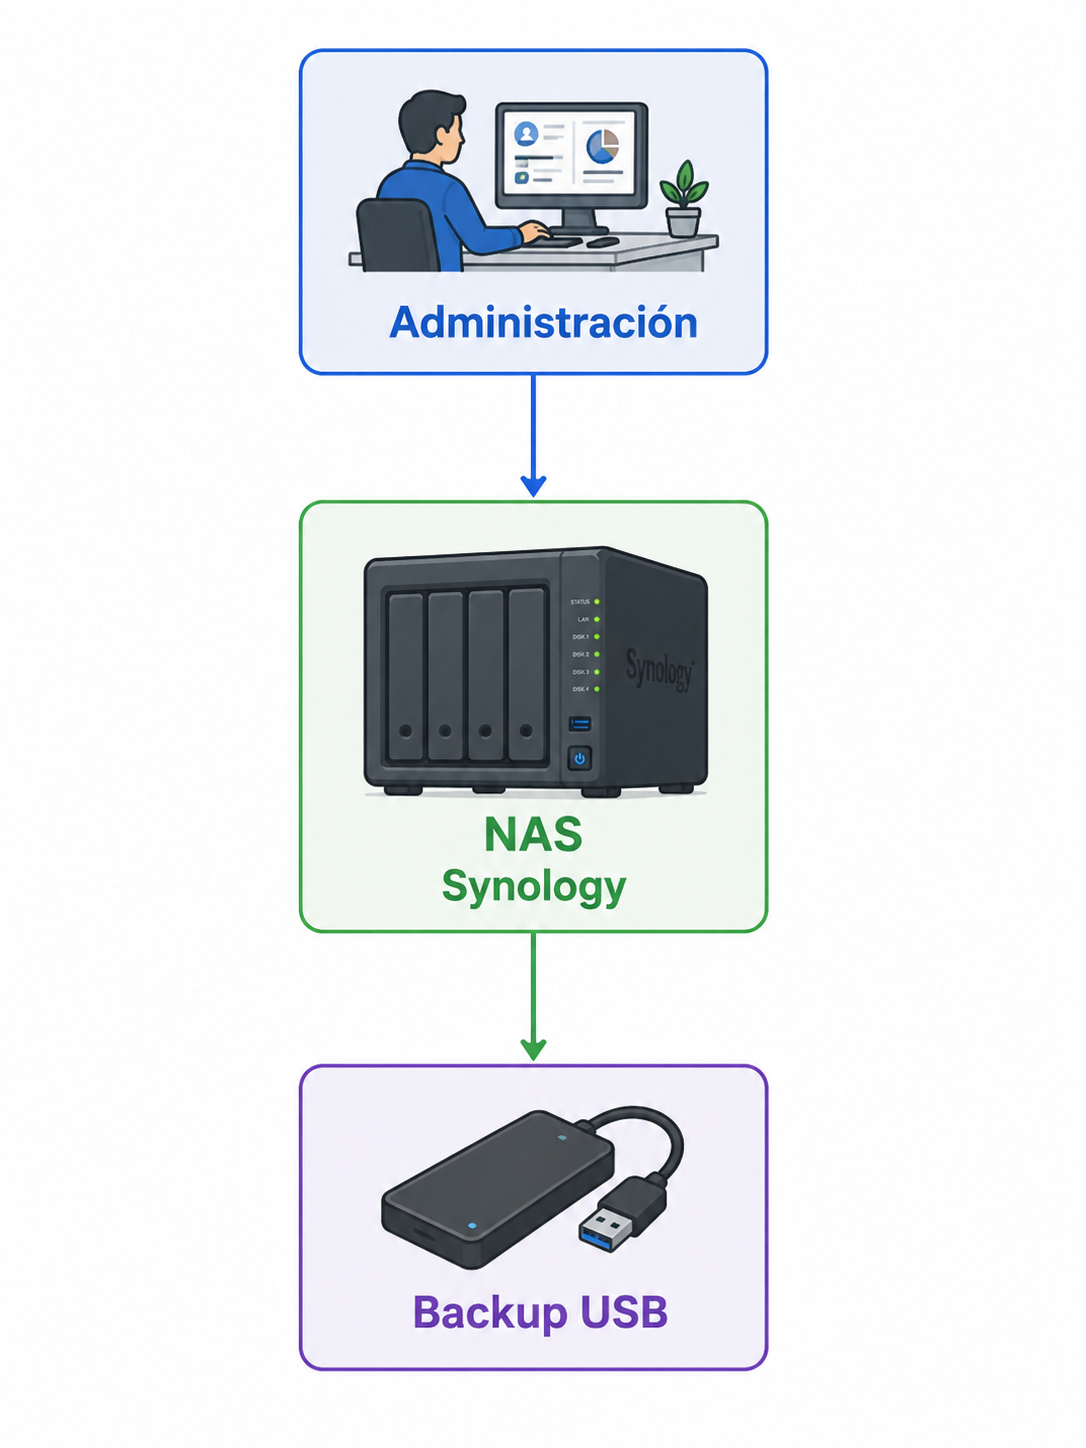 Administración
STATUS
LAN
DISK 1
DISK 2
DISK 3
DISK 4
Synology
NAS
Synology
Backup USB